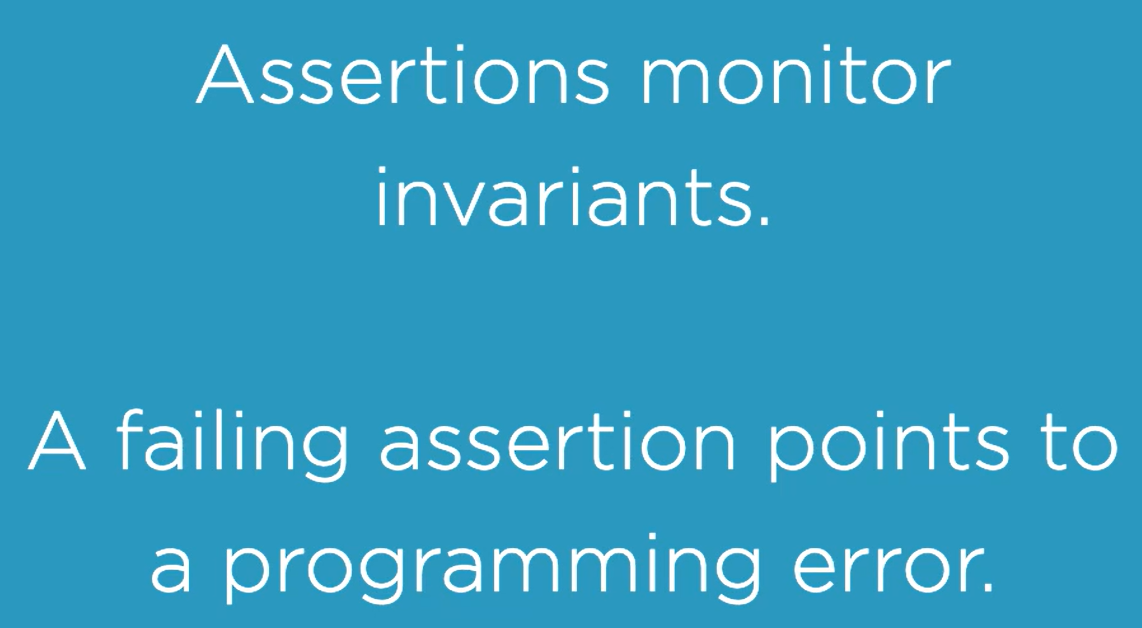 Assertions monitor
invariants.
A failing assertion points to
a programming error.